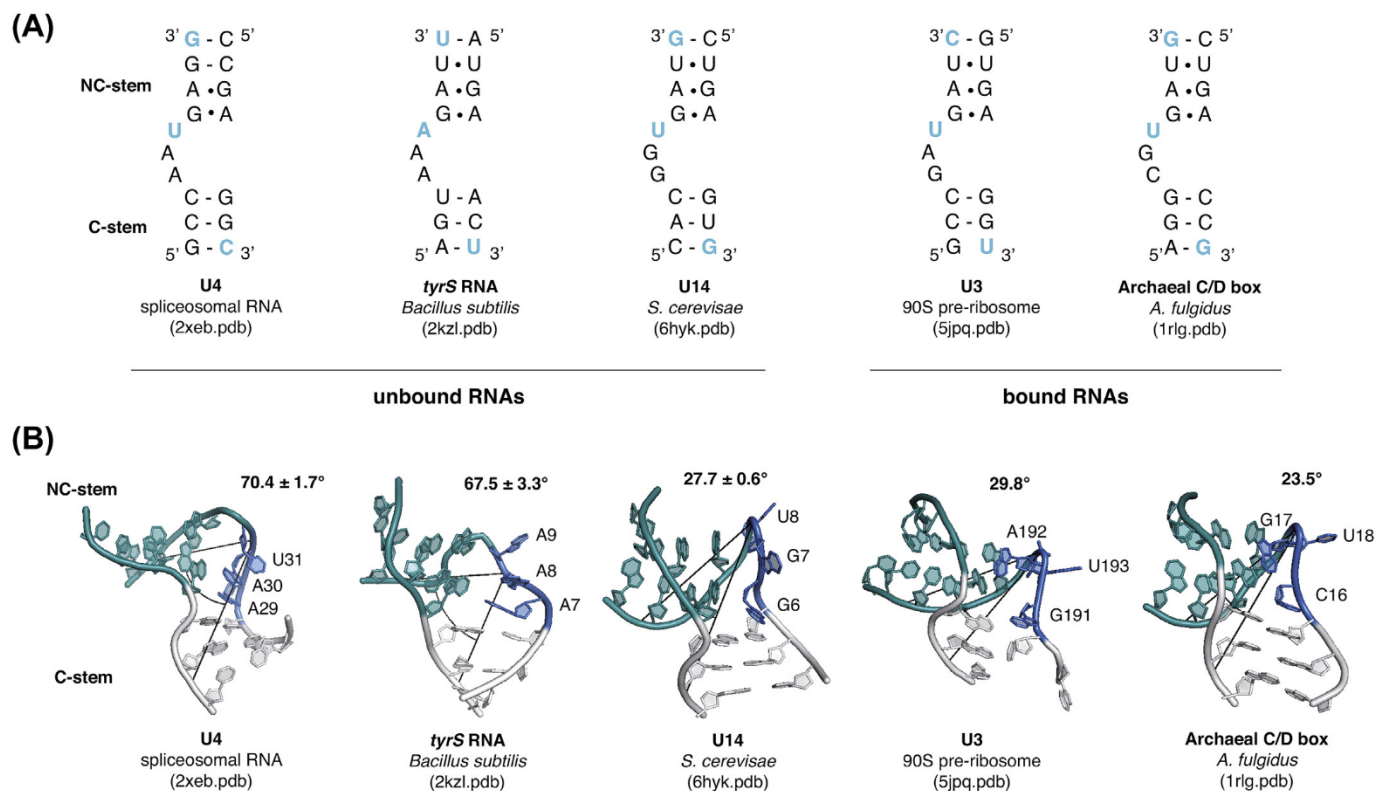 (A)
3' G - C 5'
G - C
NC-stem
A • G
G • A
U
A
A
C - G
C - G
C-stem
5' G - C 3'
U4
spliceosomal RNA
(2xeb.pdb)
3' U - A 5'
U • U
A • G
G • A
A
A
A
U - A
G - C
5' A - U 3'
tyrS RNA
Bacillus subtilis
(2kzl.pdb)
3' G - C 5'
U • U
A • G
G • A
U
G
G
C - G
A - U
5' C - G 3'
U14
S. cerevisae
(6hyk.pdb)
3' C - G 5'
U • U
A • G
G • A
U
A
G
C - G
C - G
5' G U 3'
U3
90S pre-ribosome
(5jpq.pdb)
3' G - C 5'
U • U
A • G
G • A
U
G
C
G - C
G - C
5' A - G 3'
Archaeal C/D box
A. fulgidus
(1rlg.pdb)
unbound RNAs
bound RNAs
(B)
NC-stem
70.4 ± 1.7°
U31
A30
A29
C-stem
U4
spliceosomal RNA
(2xeb.pdb)
67.5 ± 3.3°
A9
A8
A7
tyrS RNA
Bacillus subtilis
(2kzl.pdb)
27.7 ± 0.6°
U8
G7
G6
U14
S. cerevisae
(6hyk.pdb)
29.8°
A192
U193
G191
U3
90S pre-ribosome
(5jpq.pdb)
23.5°
G17
U18
C16
Archaeal C/D box
A. fulgidus
(1rlg.pdb)